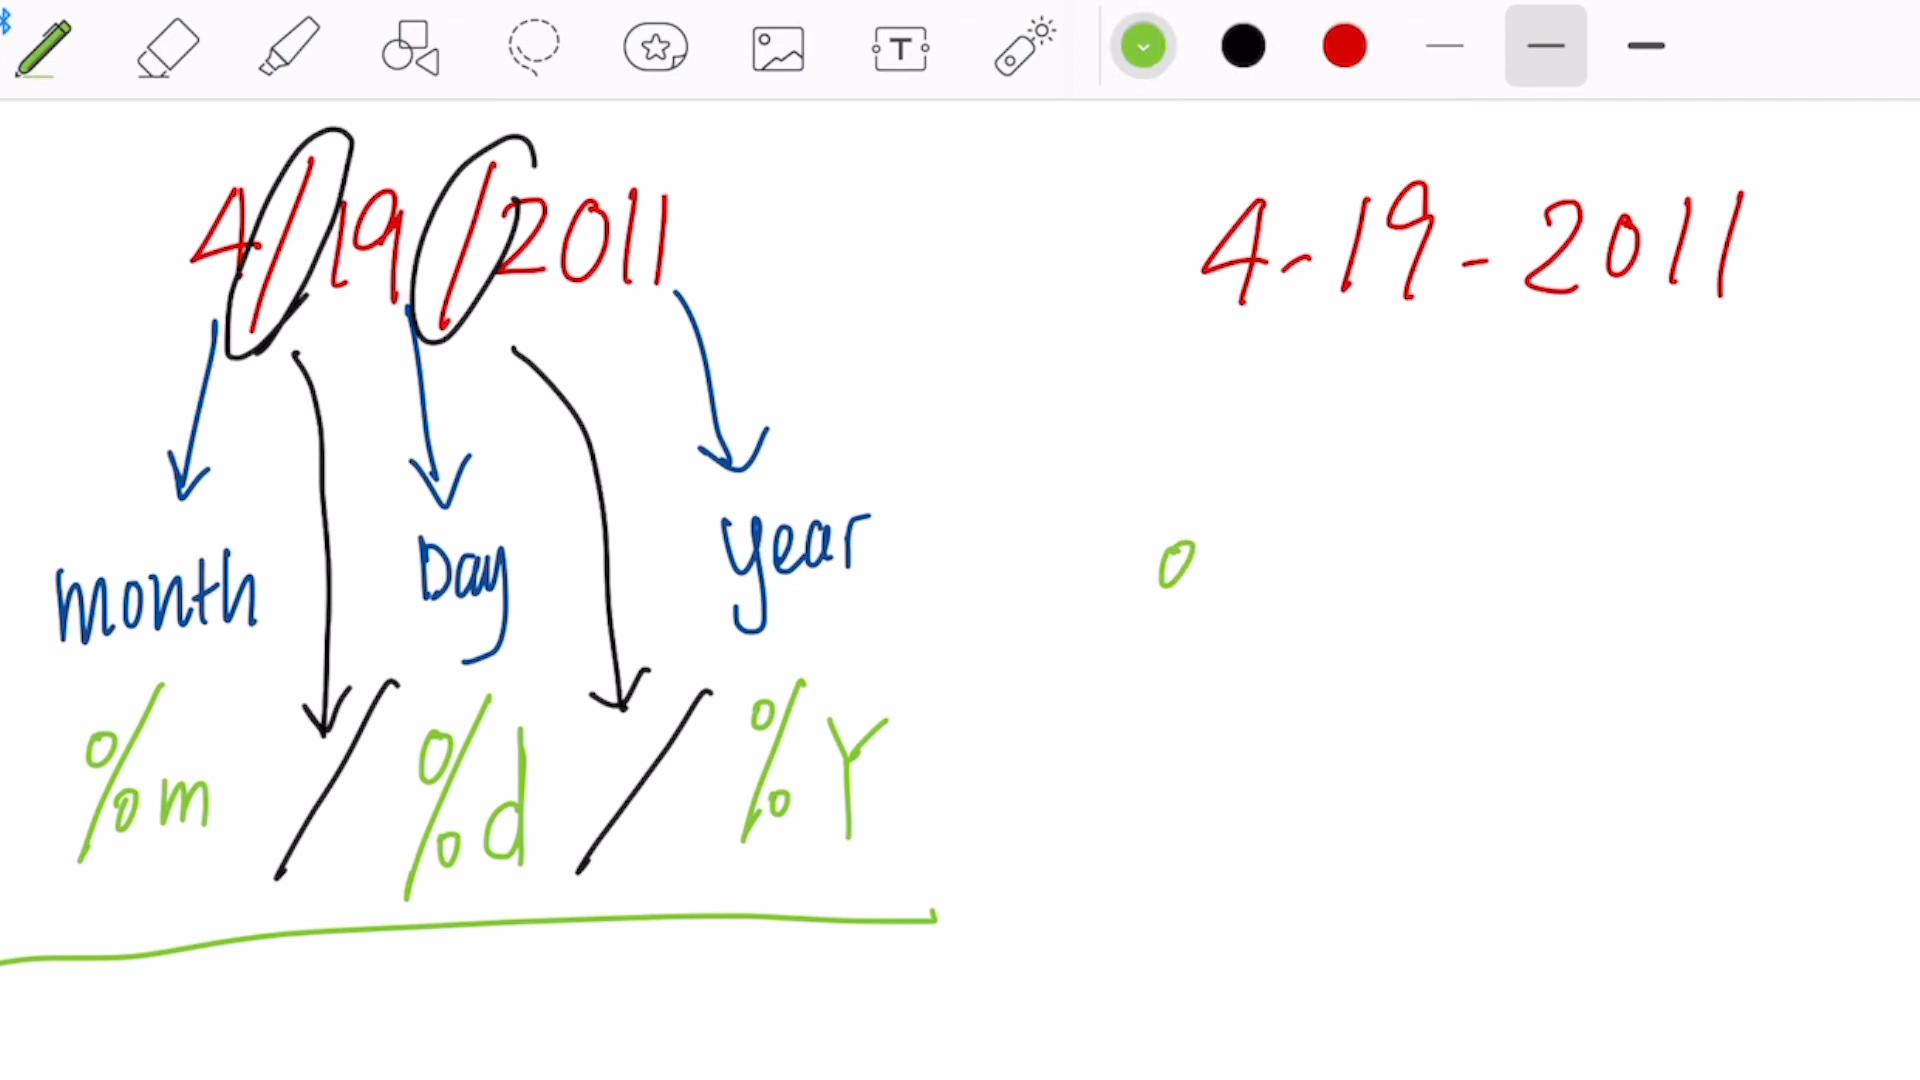 T
4/19/2011
4-19-2011
month Day year
%m / %d / %Y